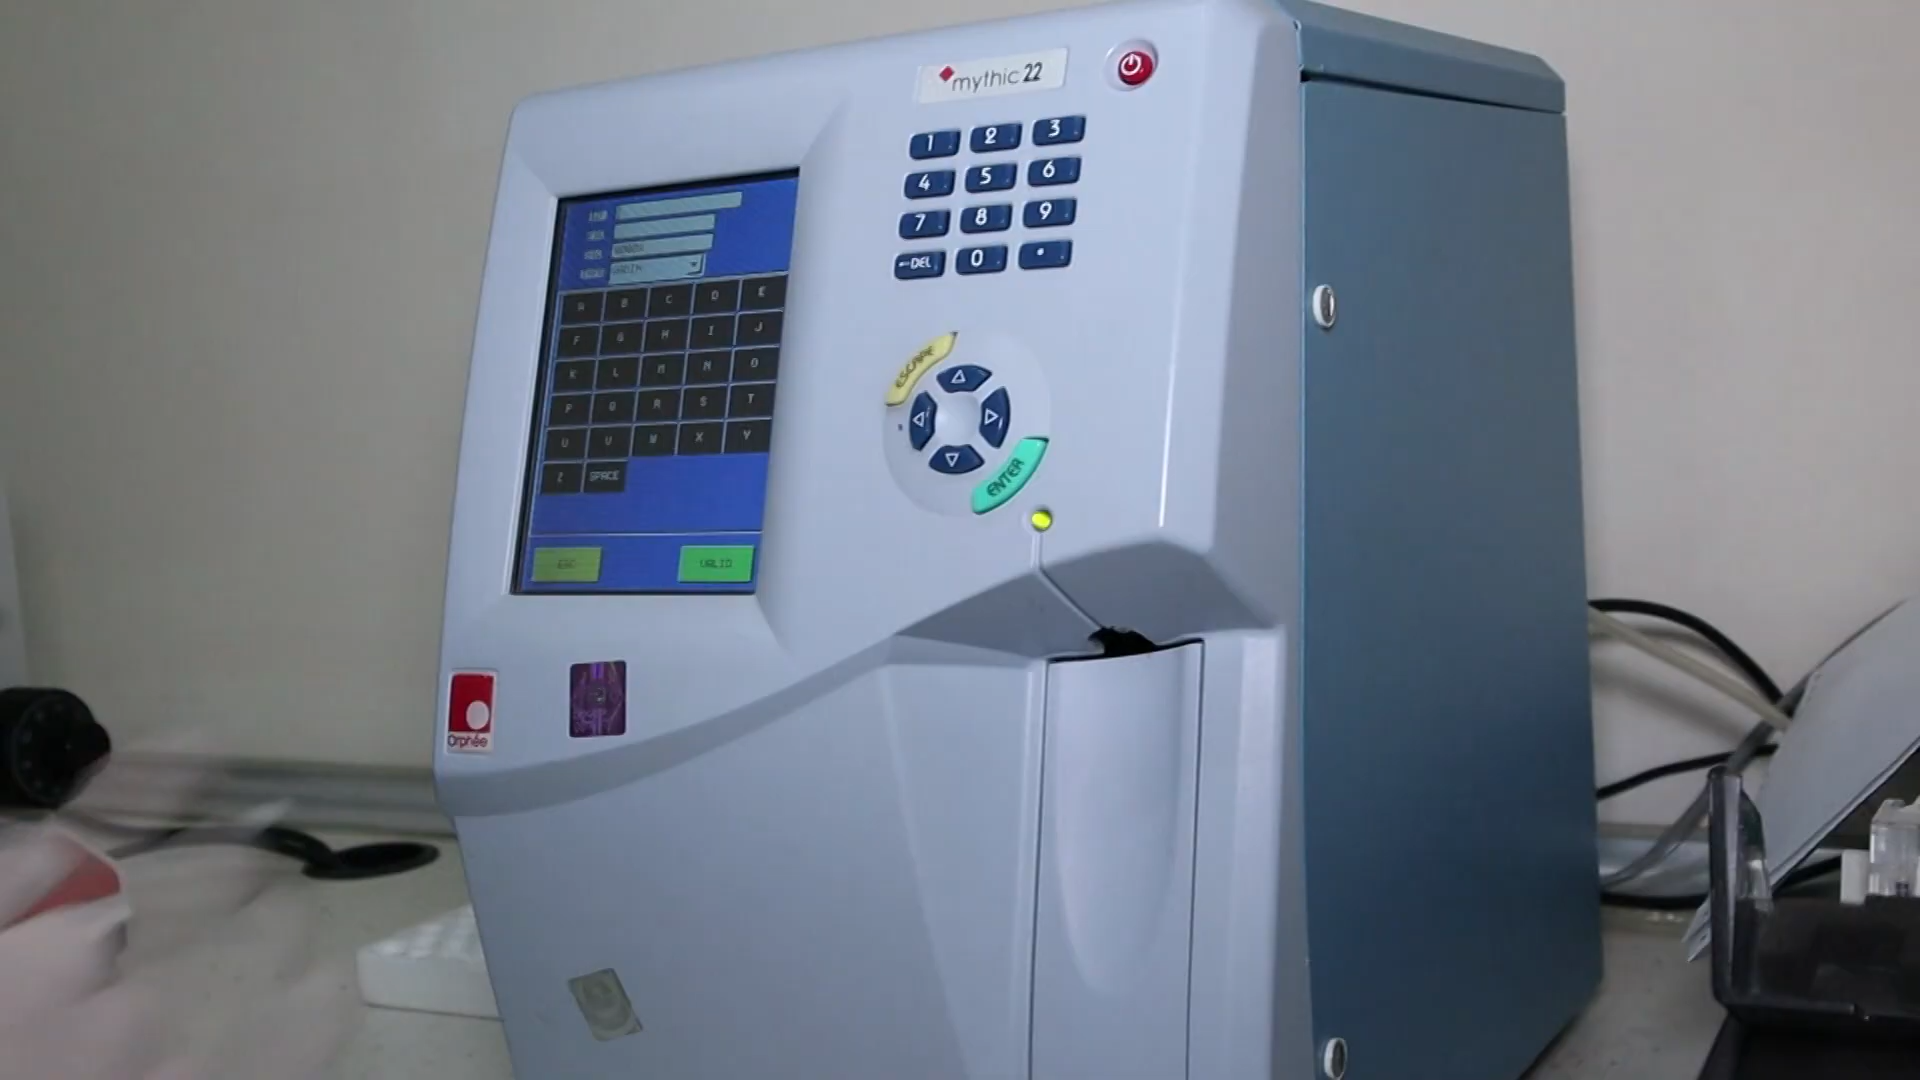 mythic 22
1 2 3
4 5 6
7 8 9
←DEL 0 .
ESCAPE
ENTER
A B C D E
F G H I J
K L M N O
P Q R S T
U V W X Y
Z SPACE
ESC VALID
Orphée